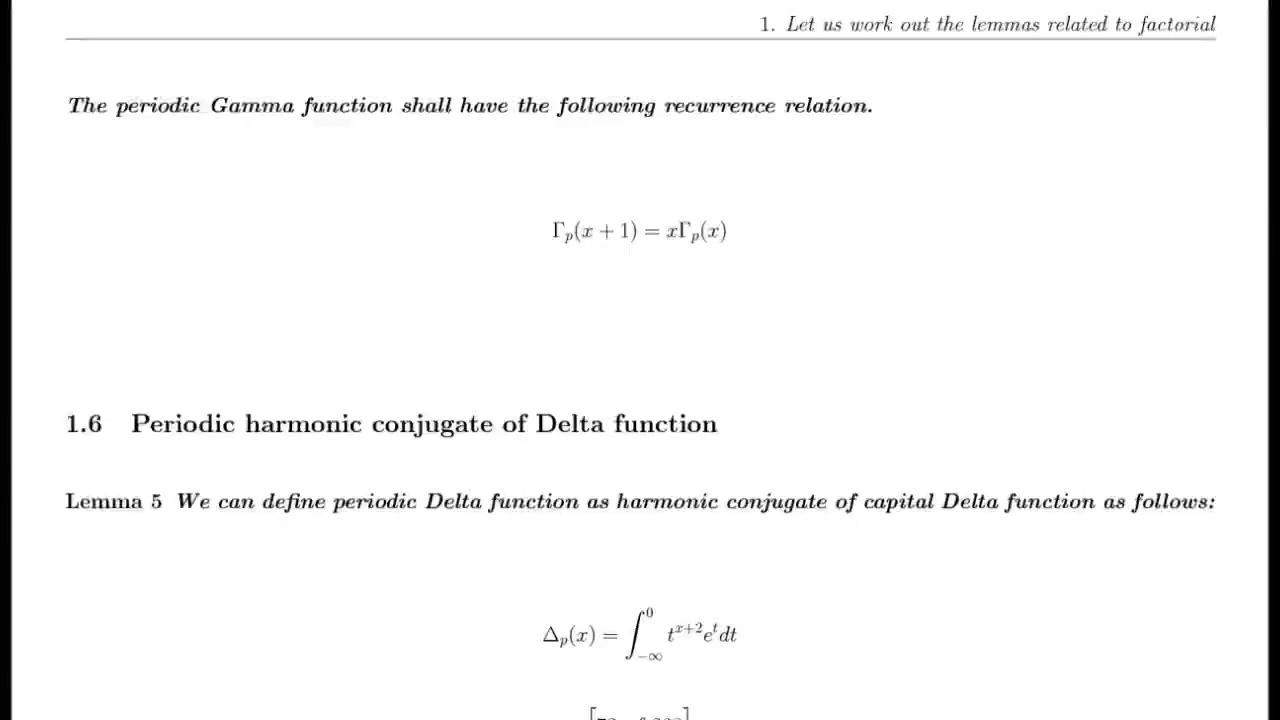 1. Let us work out the lemmas related to factorial
The periodic Gamma function shall have the following recurrence relation.
Γ_p(x + 1) = xΓ_p(x)
1.6 Periodic harmonic conjugate of Delta function
Lemma 5 We can define periodic Delta function as harmonic conjugate of capital Delta function as follows:
Δ_p(x) = ∫_{-∞}^{0} t^{x+2} e^t dt